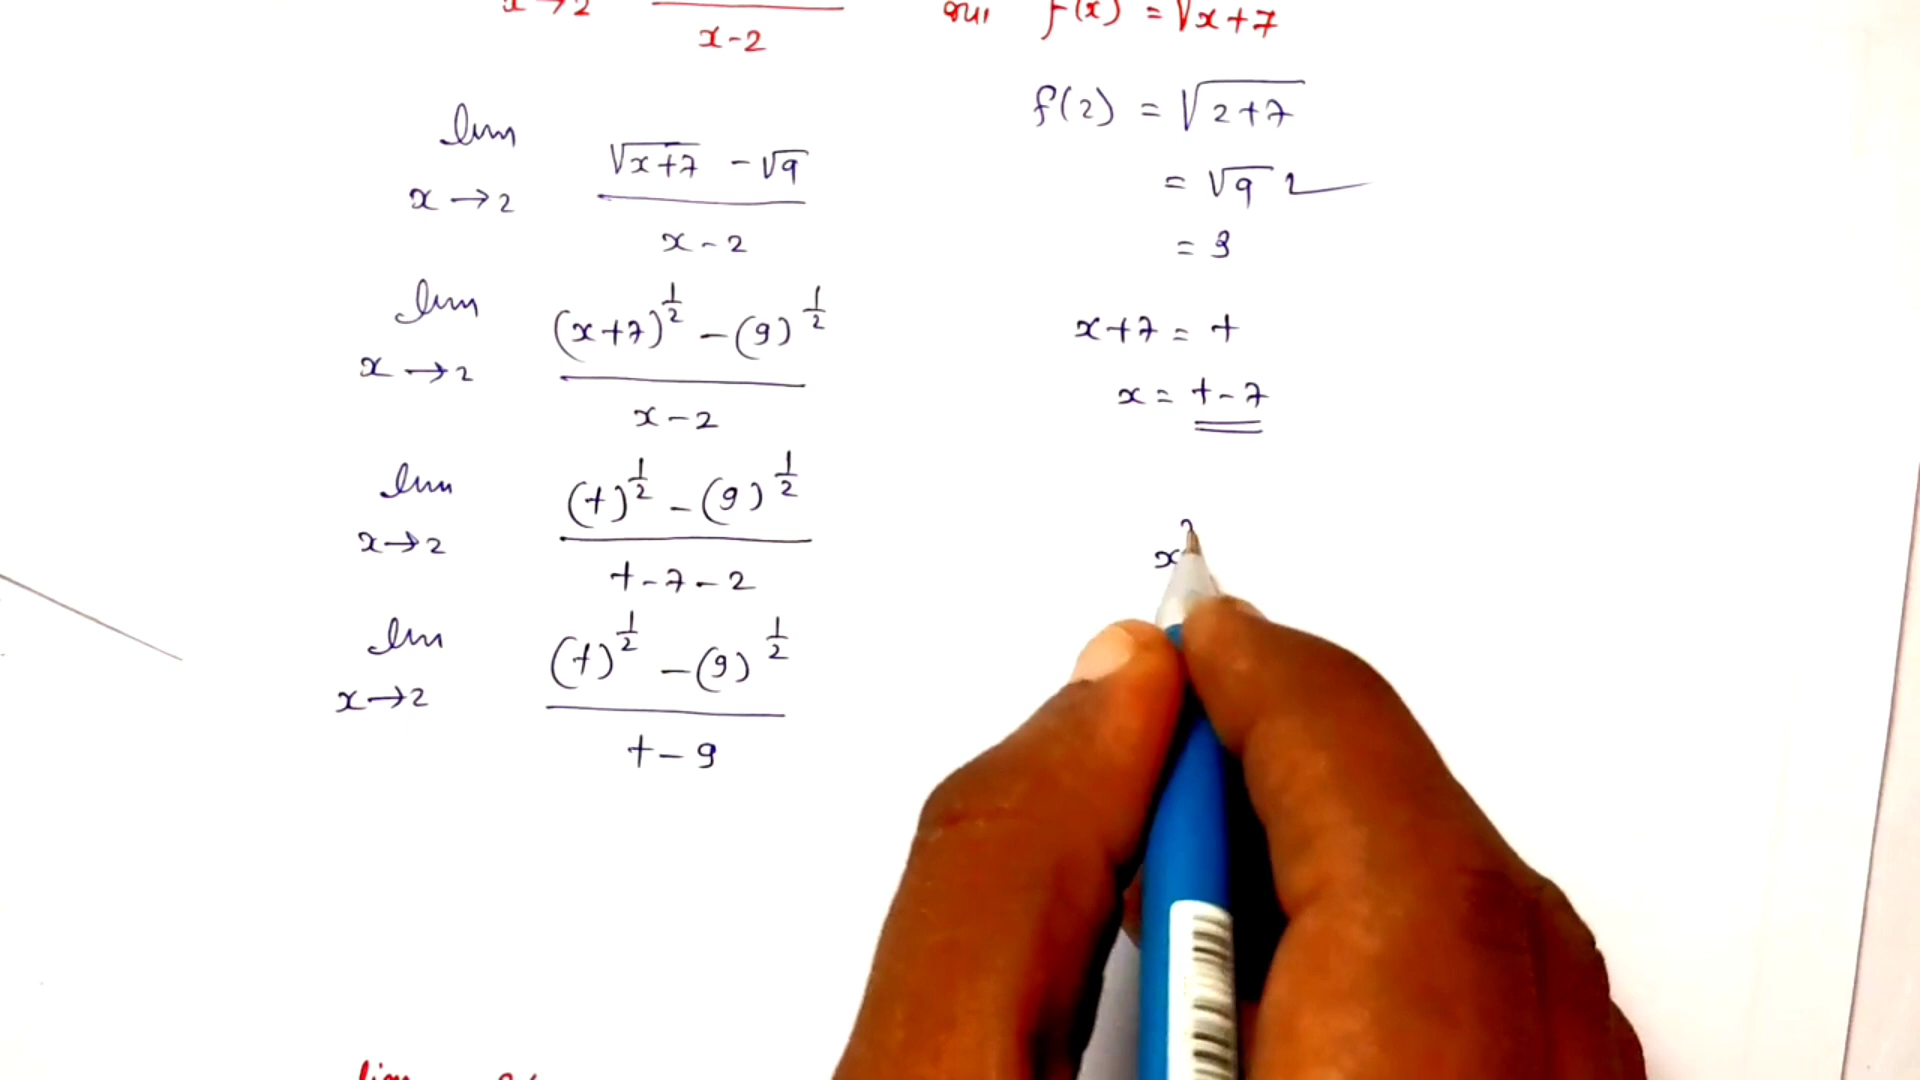 x→2
x-2
f(x) = √x+7
lim x→2 √x+7 - √9 / x-2
f(2) = √2+7
= √9
= 3
lim x→2 (x+7)^1/2 - (9)^1/2 / x-2
x+7 = t
x = t-7
lim x→2 (t)^1/2 - (9)^1/2 / t-7-2
lim x→2 (t)^1/2 - (9)^1/2 / t-9
x
lim